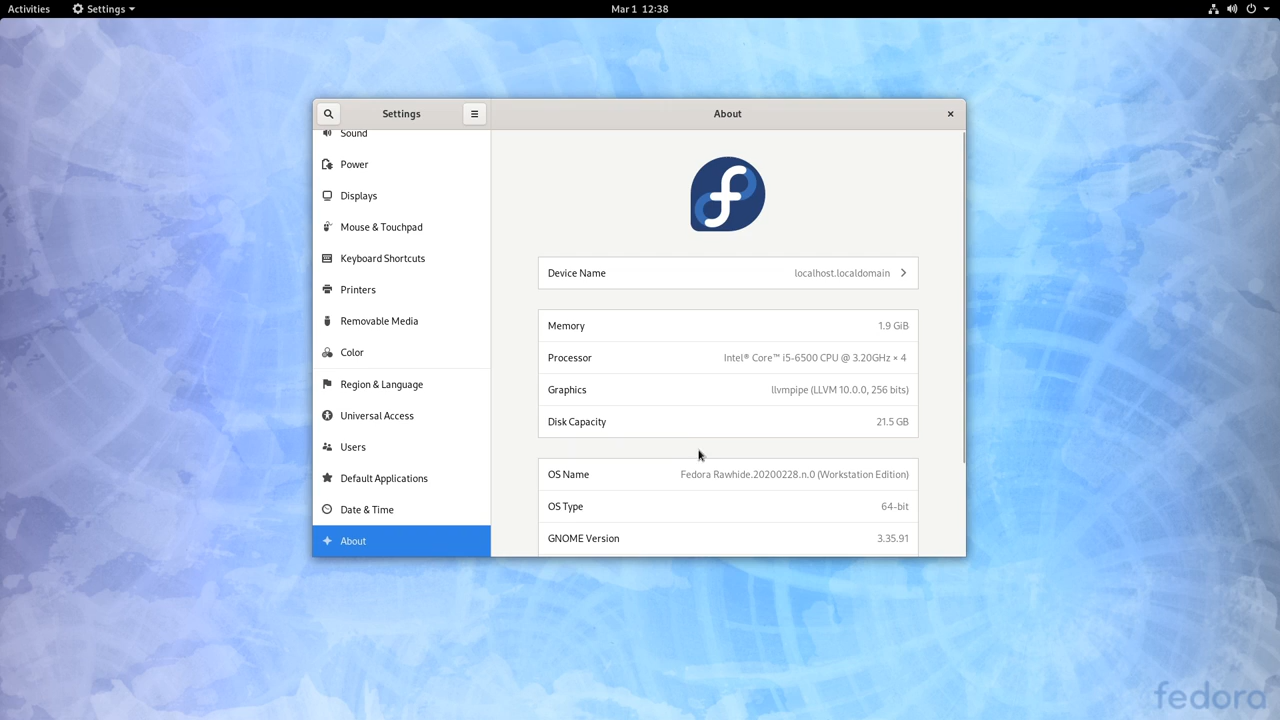 Activities
Settings
Mar 1 12:38
Settings
About
Sound
Power
Displays
Mouse & Touchpad
Keyboard Shortcuts
Printers
Removable Media
Color
Region & Language
Universal Access
Users
Default Applications
Date & Time
About
Device Name localhost.localdomain
Memory 1.9 GiB
Processor Intel® Core™ i5-6500 CPU @ 3.20GHz × 4
Graphics llvmpipe (LLVM 10.0.0, 256 bits)
Disk Capacity 21.5 GB
OS Name Fedora Rawhide.20200228.n.0 (Workstation Edition)
OS Type 64-bit
GNOME Version 3.35.91
fedora